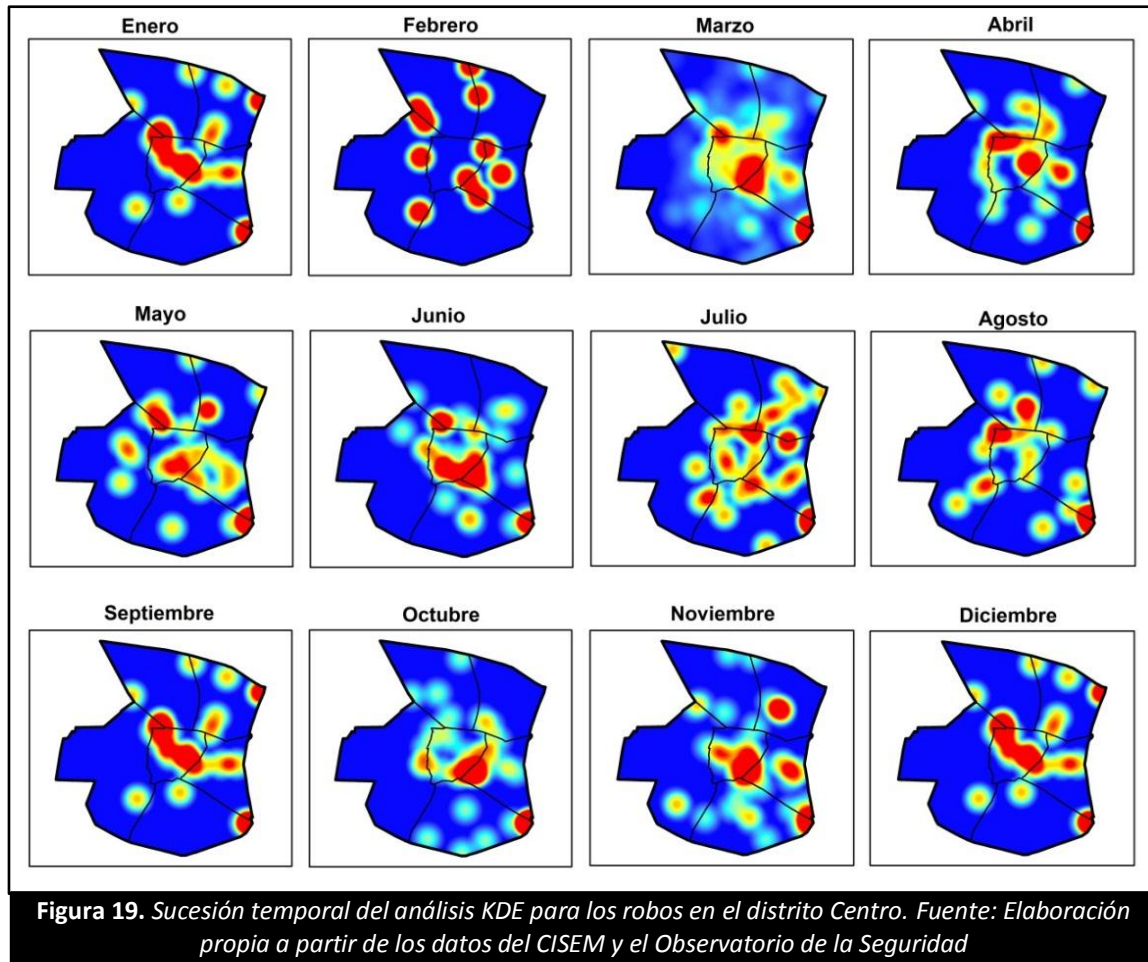 Enero
Febrero
Marzo
Abril
Mayo
Junio
Julio
Agosto
Septiembre
Octubre
Noviembre
Diciembre
Figura 19. Sucesión temporal del análisis KDE para los robos en el distrito Centro. Fuente: Elaboración
propia a partir de los datos del CISEM y el Observatorio de la Seguridad